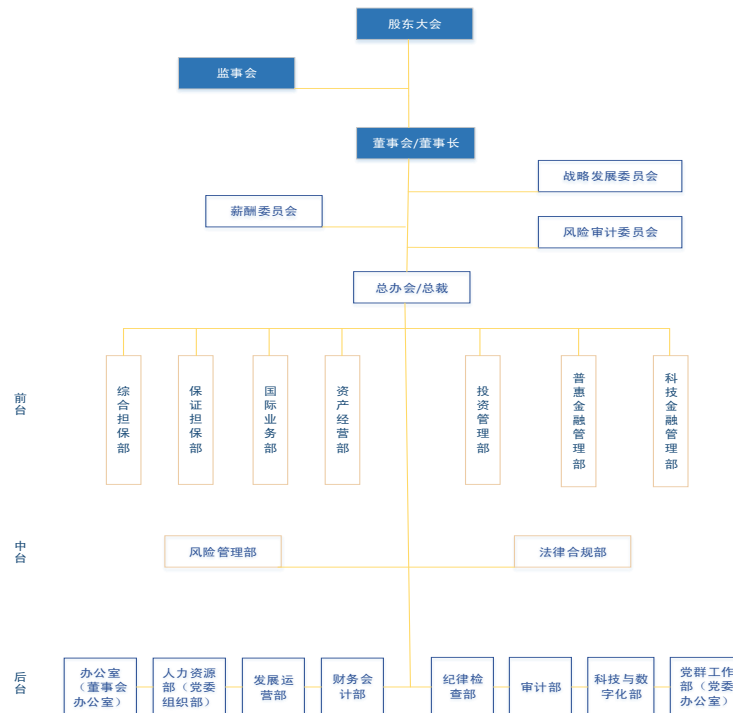 股东大会
监事会
董事会/董事长
战略发展委员会
薪酬委员会
风险审计委员会
总办会/总裁
前台
综合担保部
保证担保部
国际业务部
资产经营部
投资管理部
普惠金融管理部
科技金融管理部
中台
风险管理部
法律合规部
后台
办公室
（董事会
办公室）
人力资源
部（党委
组织部）
发展运
营部
财务会
计部
纪律检
查部
审计部
科技与数
字化部
党群工作
部（党委
办公室）